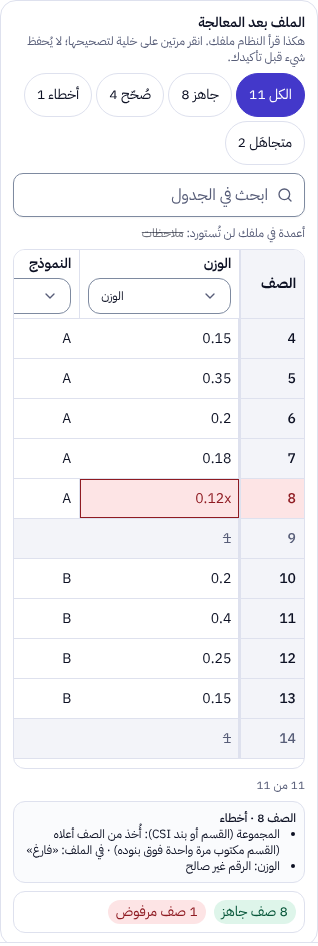 الملف بعد المعالجة
هكذا قرأ النظام ملفك. انقر مرتين على خلية لتصحيحها؛ لا يُحفظ
شيء قبل تأكيدك.
الكل 11 جاهز 8 صُحّح 4 أخطاء 1
متجاهَل 2
ابحث في الجدول
أعمدة في ملفك لن تُستورد: ملاحظات
الصف الوزن النموذج
الوزن
4 0.15 A
5 0.35 A
6 0.2 A
7 0.18 A
8 0.12x A
9 1
10 0.2 B
11 0.4 B
12 0.25 B
13 0.15 B
14 1
11 من 11
الصف 8 · أخطاء
• المجموعة (القسم أو بند CSI): أُخذ من الصف أعلاه
(القسم مكتوب مرة واحدة فوق بنوده) · في الملف: «فارغ»
• الوزن: الرقم غير صالح
8 صف جاهز 1 صف مرفوض